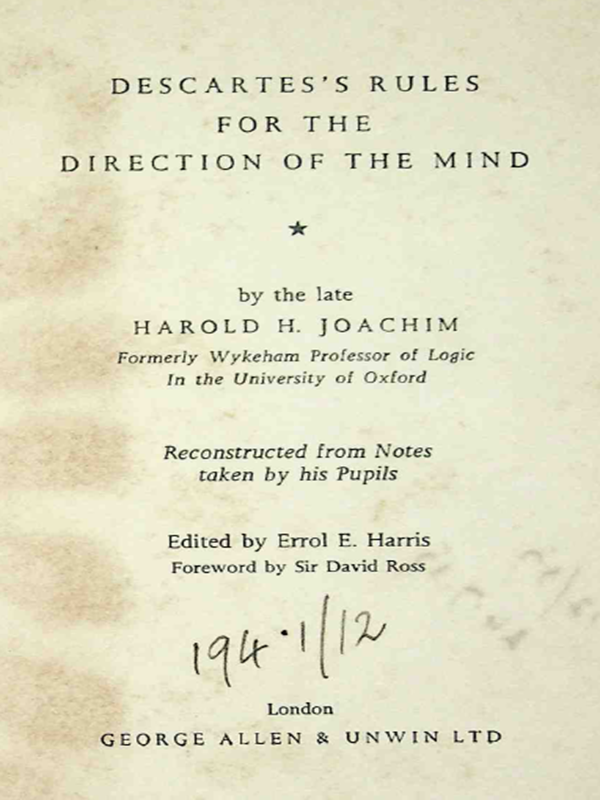 DESCARTES'S RULES
FOR THE
DIRECTION OF THE MIND
★
by the late
HAROLD H. JOACHIM
Formerly Wykeham Professor of Logic
In the University of Oxford
Reconstructed from Notes
taken by his Pupils
Edited by Errol E. Harris
Foreword by Sir David Ross
194·1/12
London
GEORGE ALLEN & UNWIN LTD